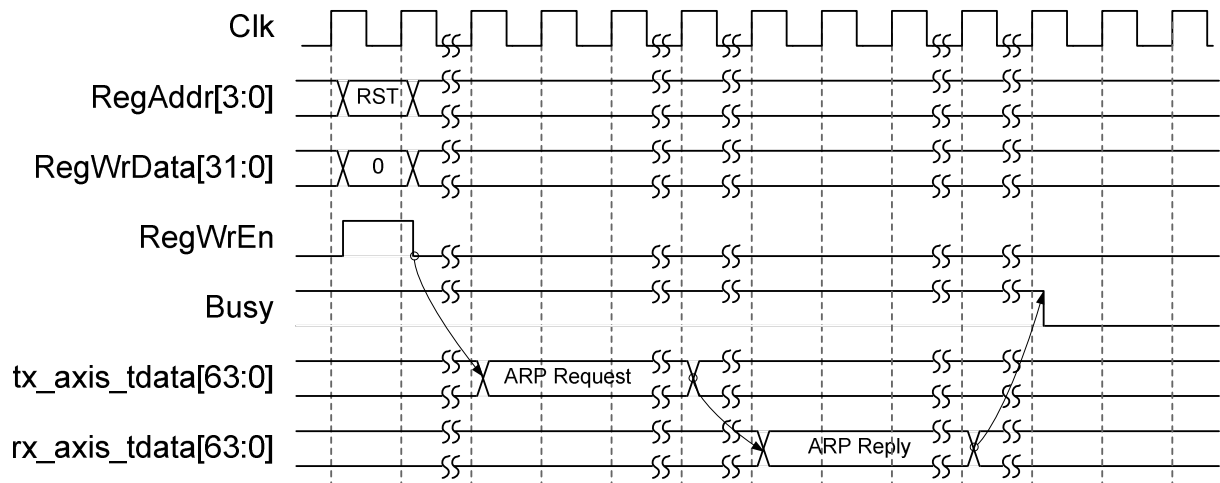 Clk
RegAddr[3:0]
RST
RegWrData[31:0]
0
RegWrEn
Busy
tx_axis_tdata[63:0]
ARP Request
rx_axis_tdata[63:0]
ARP Reply